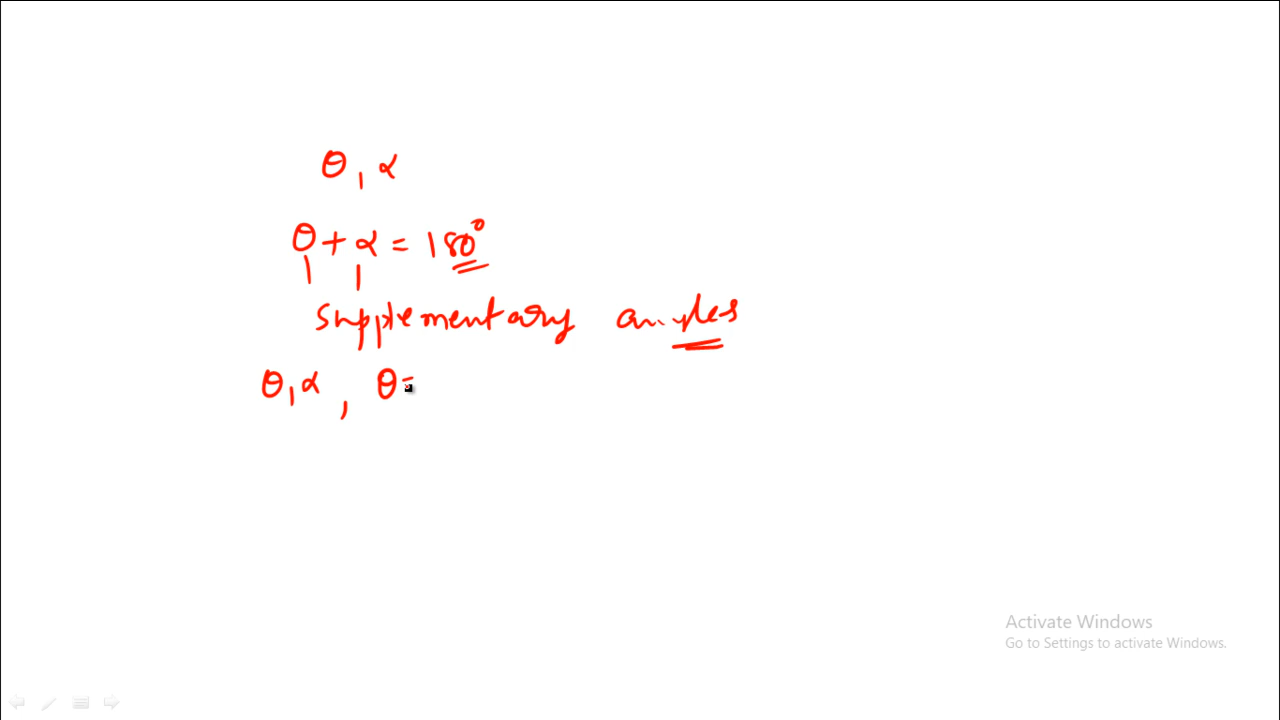 θ, α
θ + α = 180°
supplementary angles
θ, α , θ =
Activate Windows
Go to Settings to activate Windows.